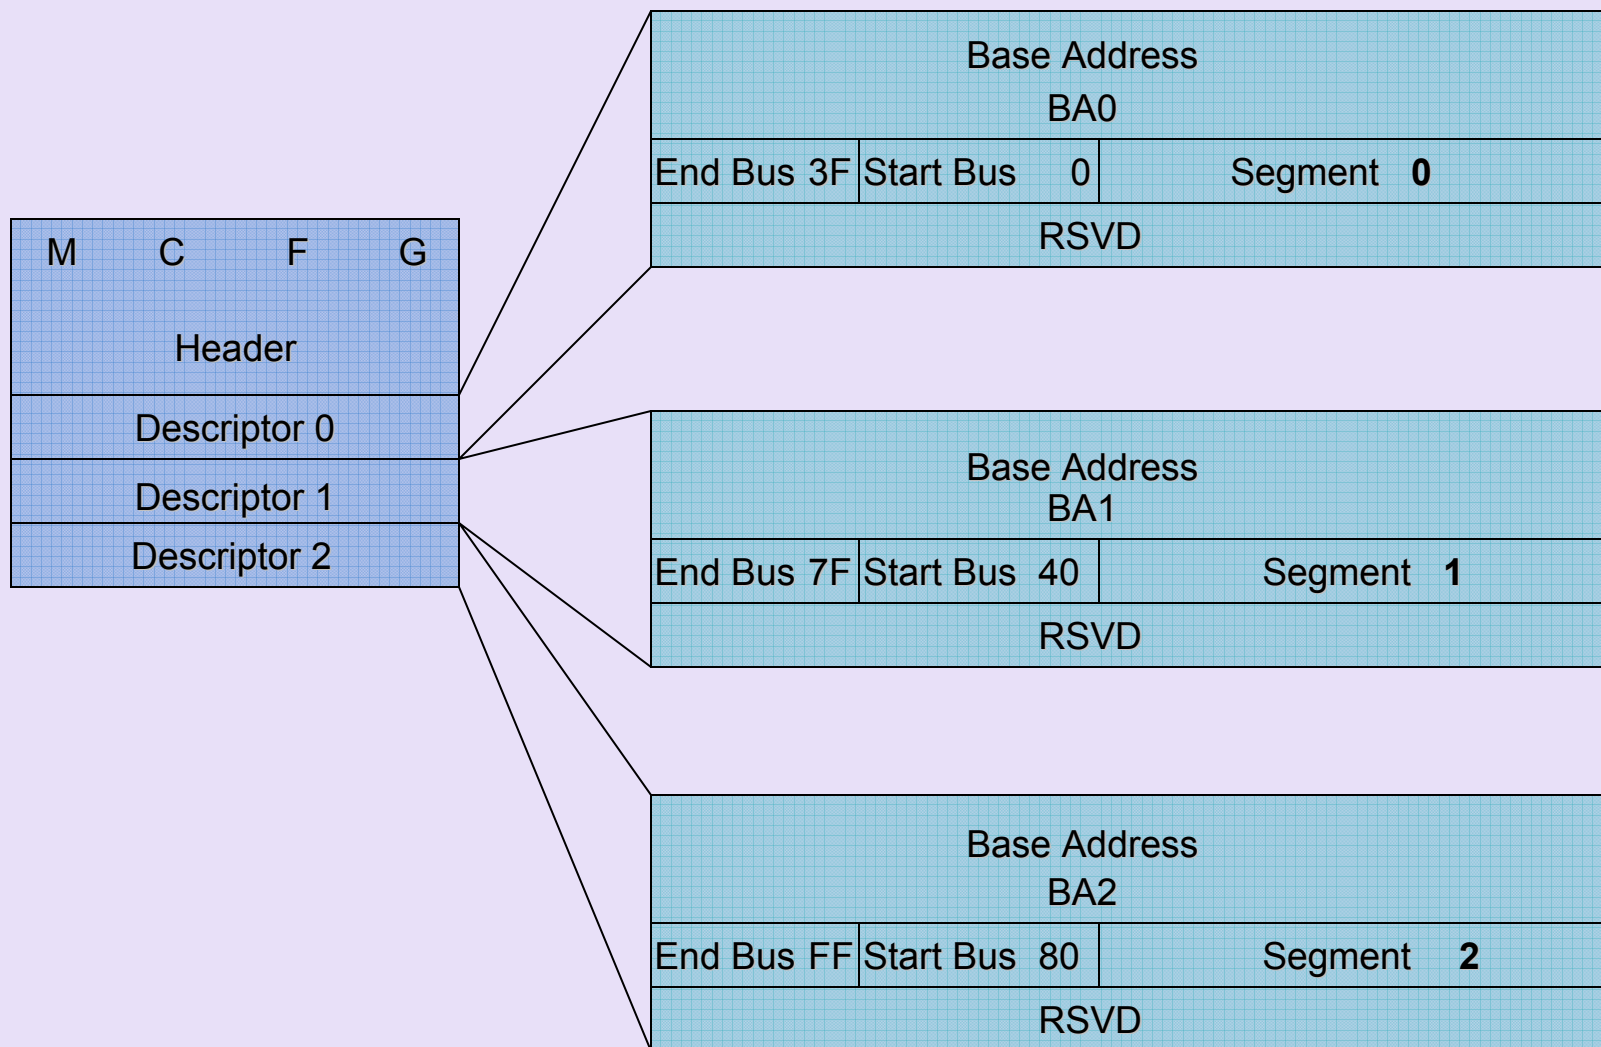 M C F G
Header
Descriptor 0
Descriptor 1
Descriptor 2
Base Address
BA0
End Bus 3F Start Bus 0 Segment 0
RSVD
Base Address
BA1
End Bus 7F Start Bus 40 Segment 1
RSVD
Base Address
BA2
End Bus FF Start Bus 80 Segment 2
RSVD